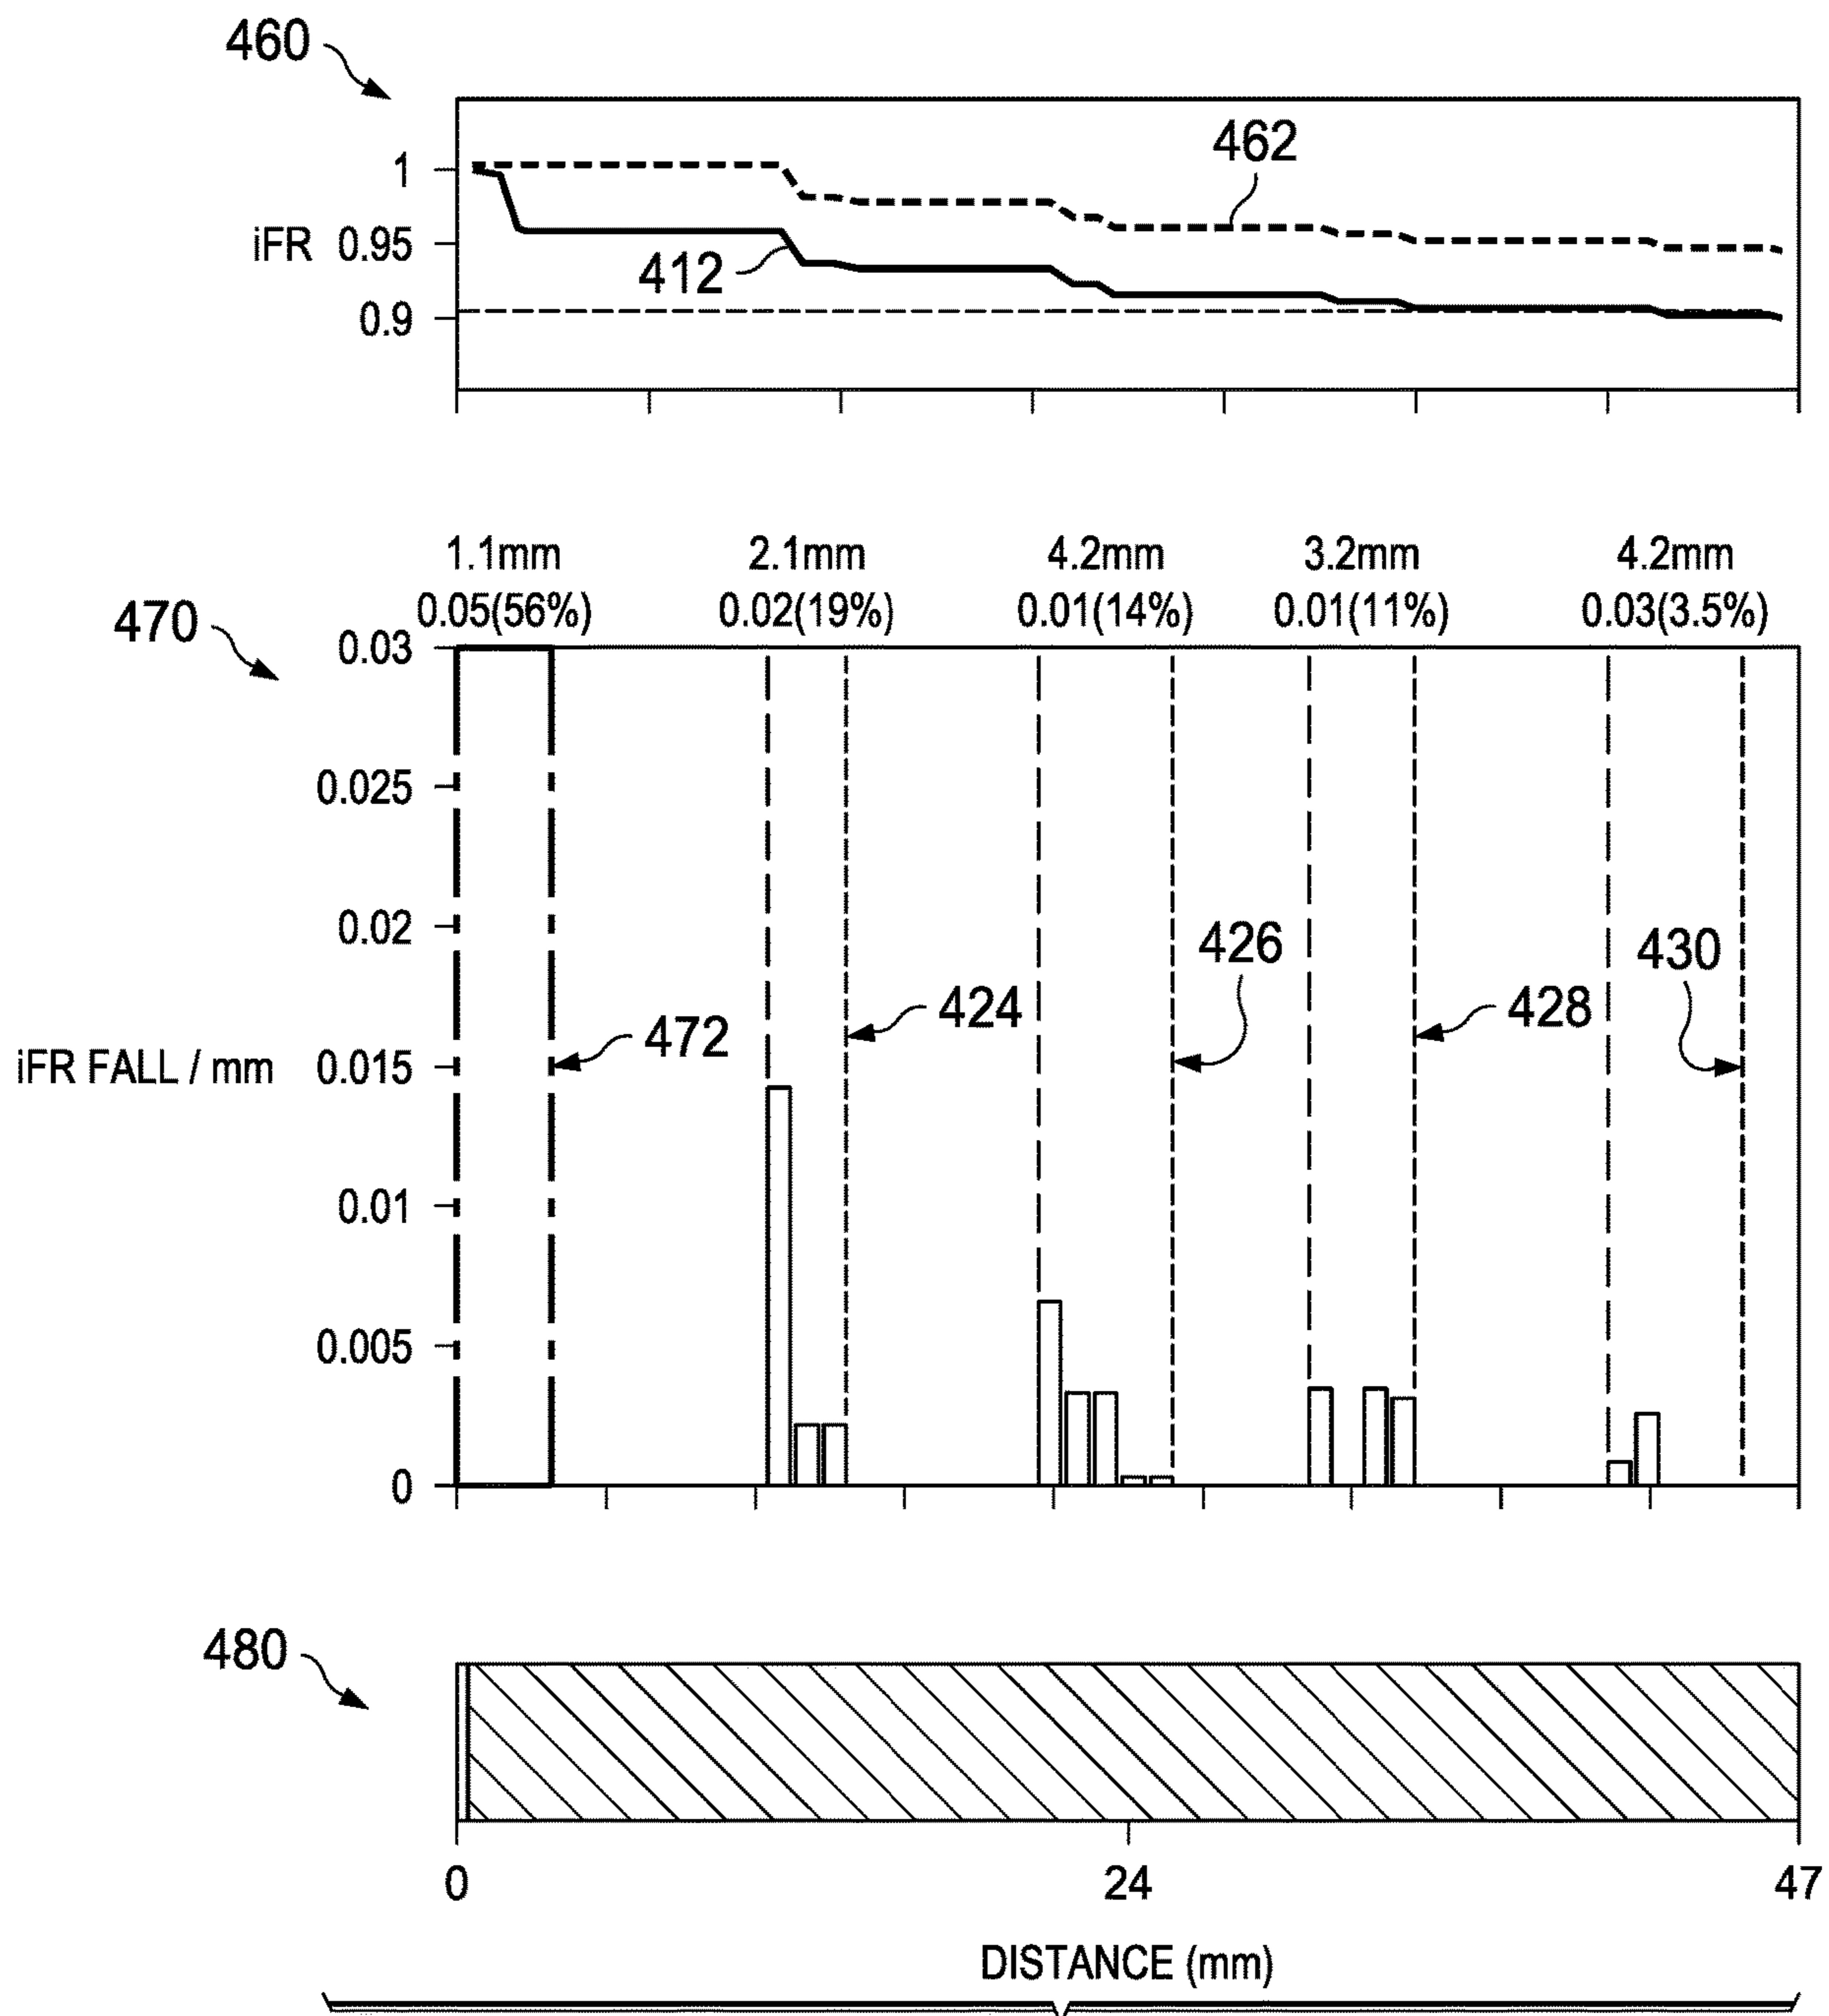 460
1
462
iFR 0.95
412
0.9
1.1mm 2.1mm 4.2mm 3.2mm 4.2mm
470 0.05(56%) 0.02(19%) 0.01(14%) 0.01(11%) 0.03(3.5%)
0.03
0.025
0.02
426 430
424 428
472
iFR FALL / mm 0.015
0.01
0.005
0
480
0 24 47
DISTANCE (mm)